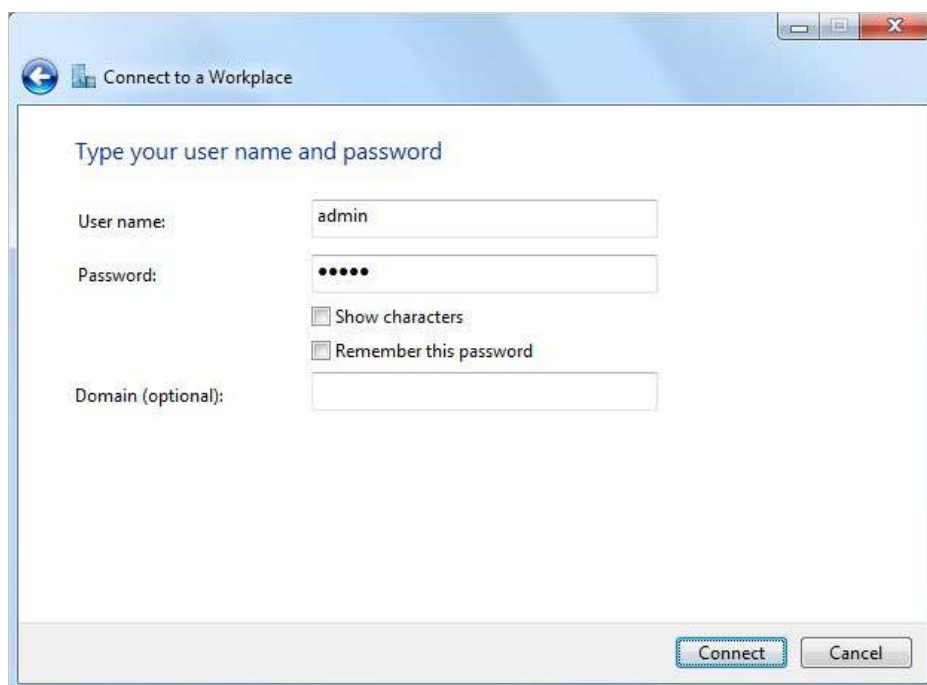 Connect to a Workplace
Type your user name and password
User name:
admin
Password:
•••••
Show characters
Remember this password
Domain (optional):
Connect
Cancel